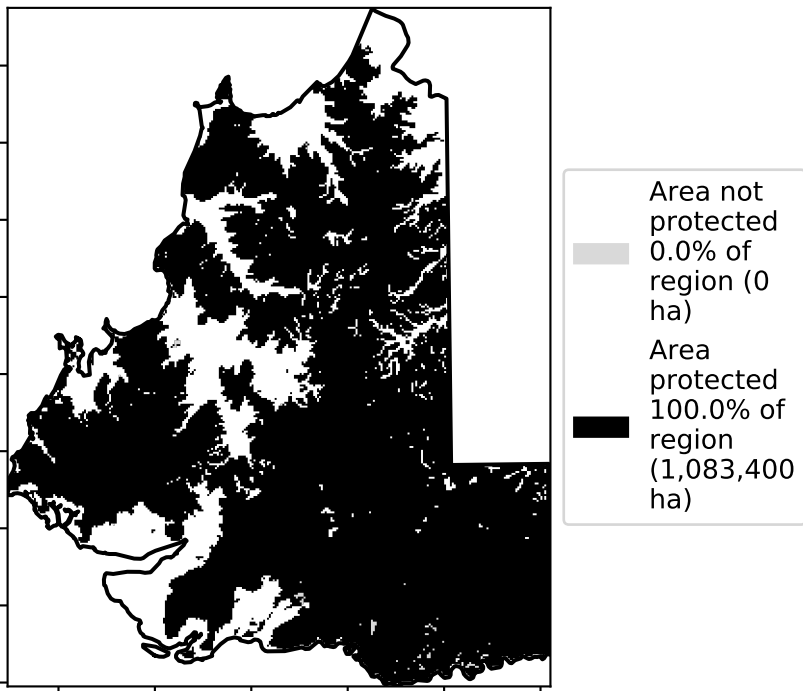 Area not
protected
0.0% of
region (0
ha)
Area
protected
100.0% of
region
(1,083,400
ha)